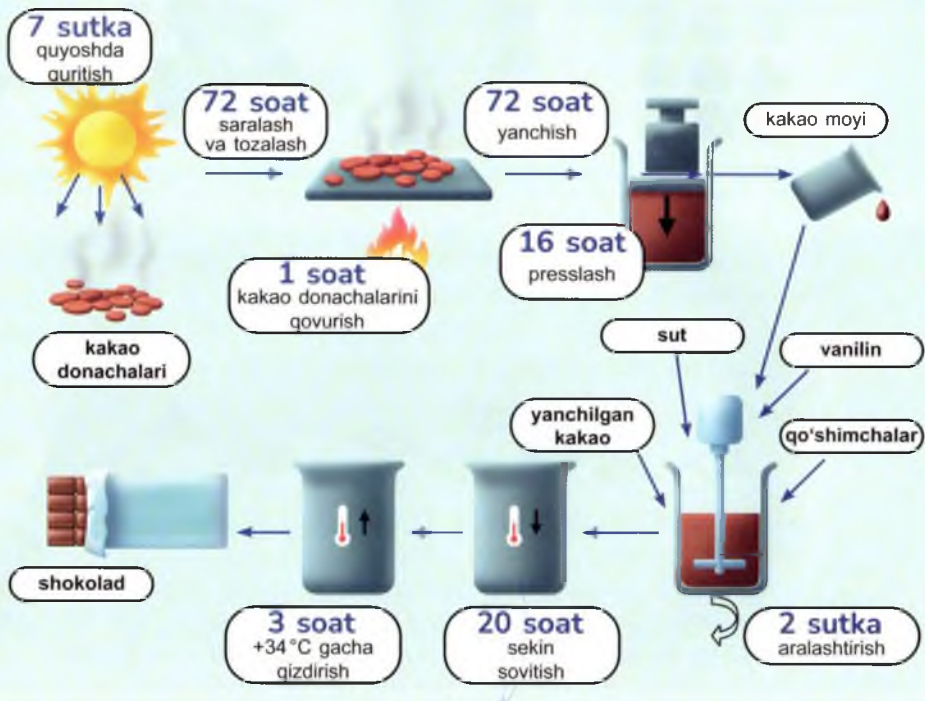 7 sutka
quyoshda
quritish
72 soat
saralash
va tozalash
72 soat
yanchish
kakao moyi
16 soat
presslash
1 soat
kakao donachalarini
qovurish
kakao
donachalari
sut
vanilin
yanchilgan
kakao
qo‘shimchalar
shokolad
3 soat
+34 °C gacha
qizdirish
20 soat
sekin
sovitish
2 sutka
aralashtirish